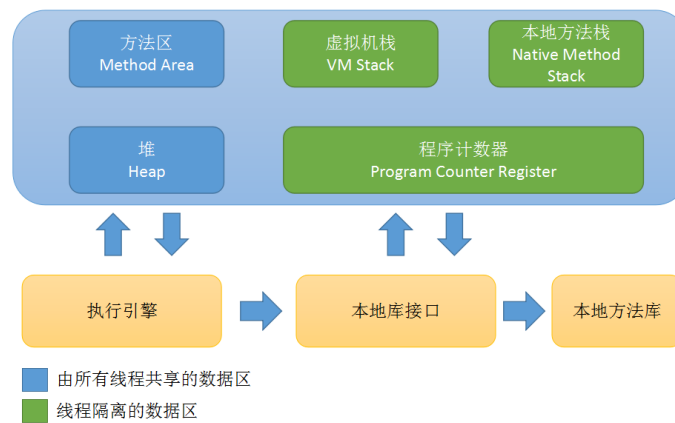 方法区
Method Area
虚拟机栈
VM Stack
本地方法栈
Native Method
Stack
堆
Heap
程序计数器
Program Counter Register
执行引擎
本地库接口
本地方法库
由所有线程共享的数据区
线程隔离的数据区